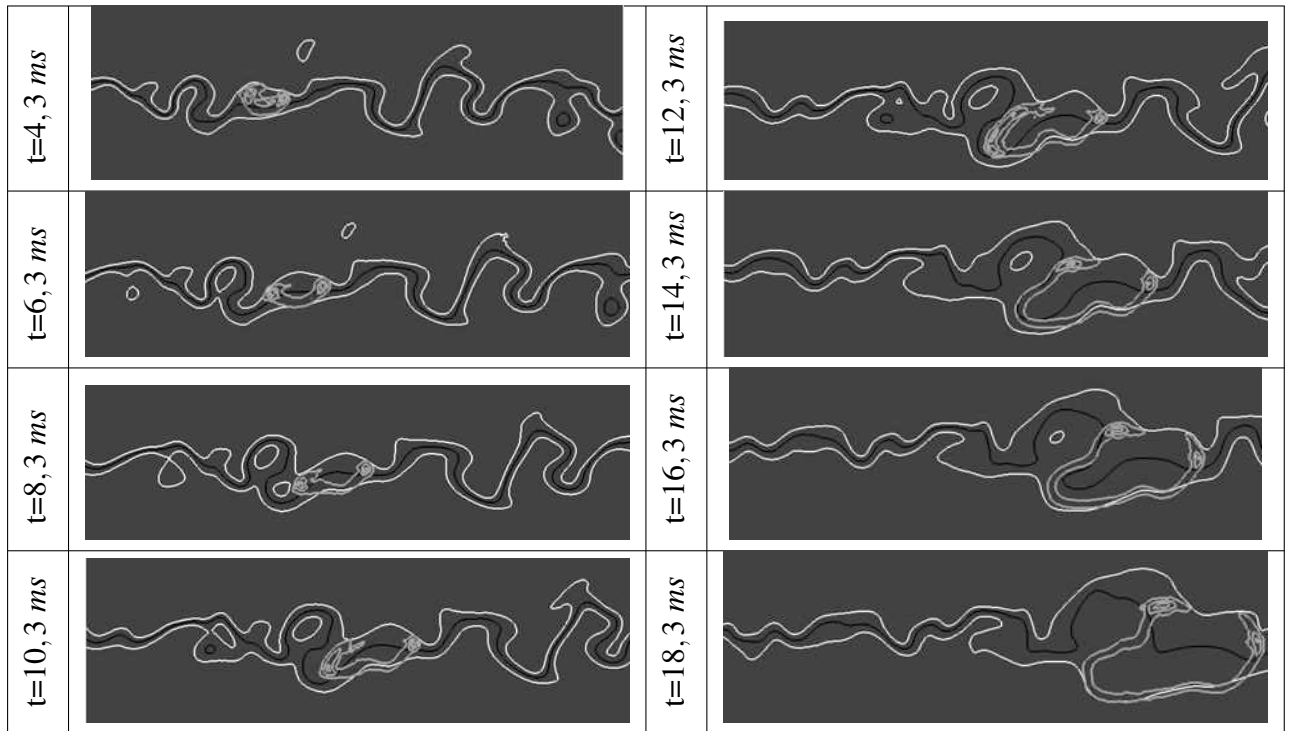 t=4,3 ms
t=6,3 ms
t=8,3 ms
t=10,3 ms
t=12,3 ms
t=14,3 ms
t=16,3 ms
t=18,3 ms